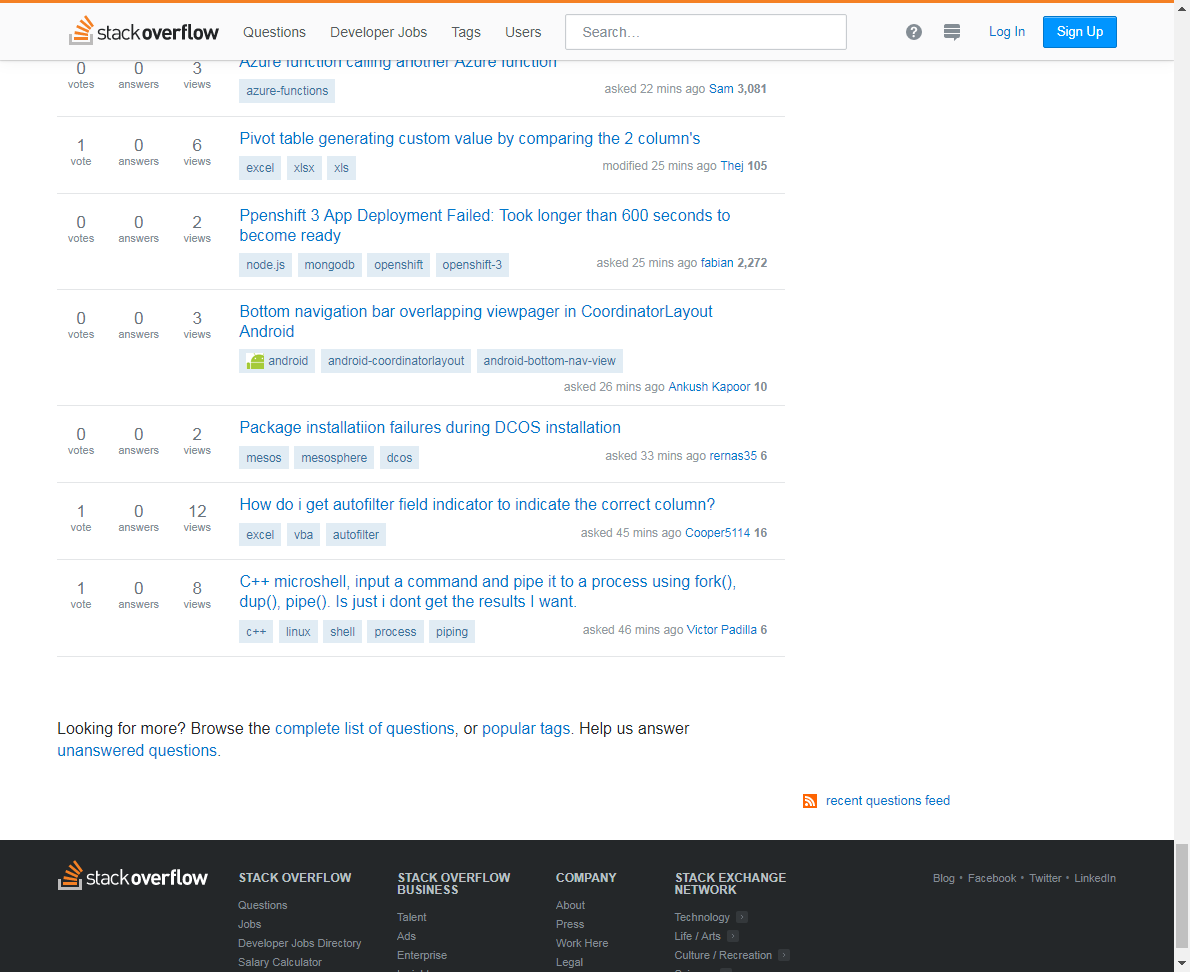 stack overflow Questions Developer Jobs Tags Users Search... Log In Sign Up
0 votes 0 answers 3 views Azure function calling another Azure function
azure-functions asked 22 mins ago Sam 3,081
1 vote 0 answers 6 views Pivot table generating custom value by comparing the 2 column's
excel xlsx xls modified 25 mins ago Thej 105
0 votes 0 answers 2 views Ppenshift 3 App Deployment Failed: Took longer than 600 seconds to
become ready
node.js mongodb openshift openshift-3 asked 25 mins ago fabian 2,272
0 votes 0 answers 3 views Bottom navigation bar overlapping viewpager in CoordinatorLayout
Android
android android-coordinatorlayout android-bottom-nav-view
asked 26 mins ago Ankush Kapoor 10
0 votes 0 answers 2 views Package installatiion failures during DCOS installation
mesos mesosphere dcos asked 33 mins ago rernas35 6
1 vote 0 answers 12 views How do i get autofilter field indicator to indicate the correct column?
excel vba autofilter asked 45 mins ago Cooper5114 16
1 vote 0 answers 8 views C++ microshell, input a command and pipe it to a process using fork(),
dup(), pipe(). Is just i dont get the results I want.
c++ linux shell process piping asked 46 mins ago Victor Padilla 6
Looking for more? Browse the complete list of questions, or popular tags. Help us answer
unanswered questions.
recent questions feed
stack overflow
STACK OVERFLOW
Questions
Jobs
Developer Jobs Directory
Salary Calculator
STACK OVERFLOW
BUSINESS
Talent
Ads
Enterprise
COMPANY
About
Press
Work Here
Legal
STACK EXCHANGE
NETWORK
Technology
Life / Arts
Culture / Recreation
Blog • Facebook • Twitter • LinkedIn